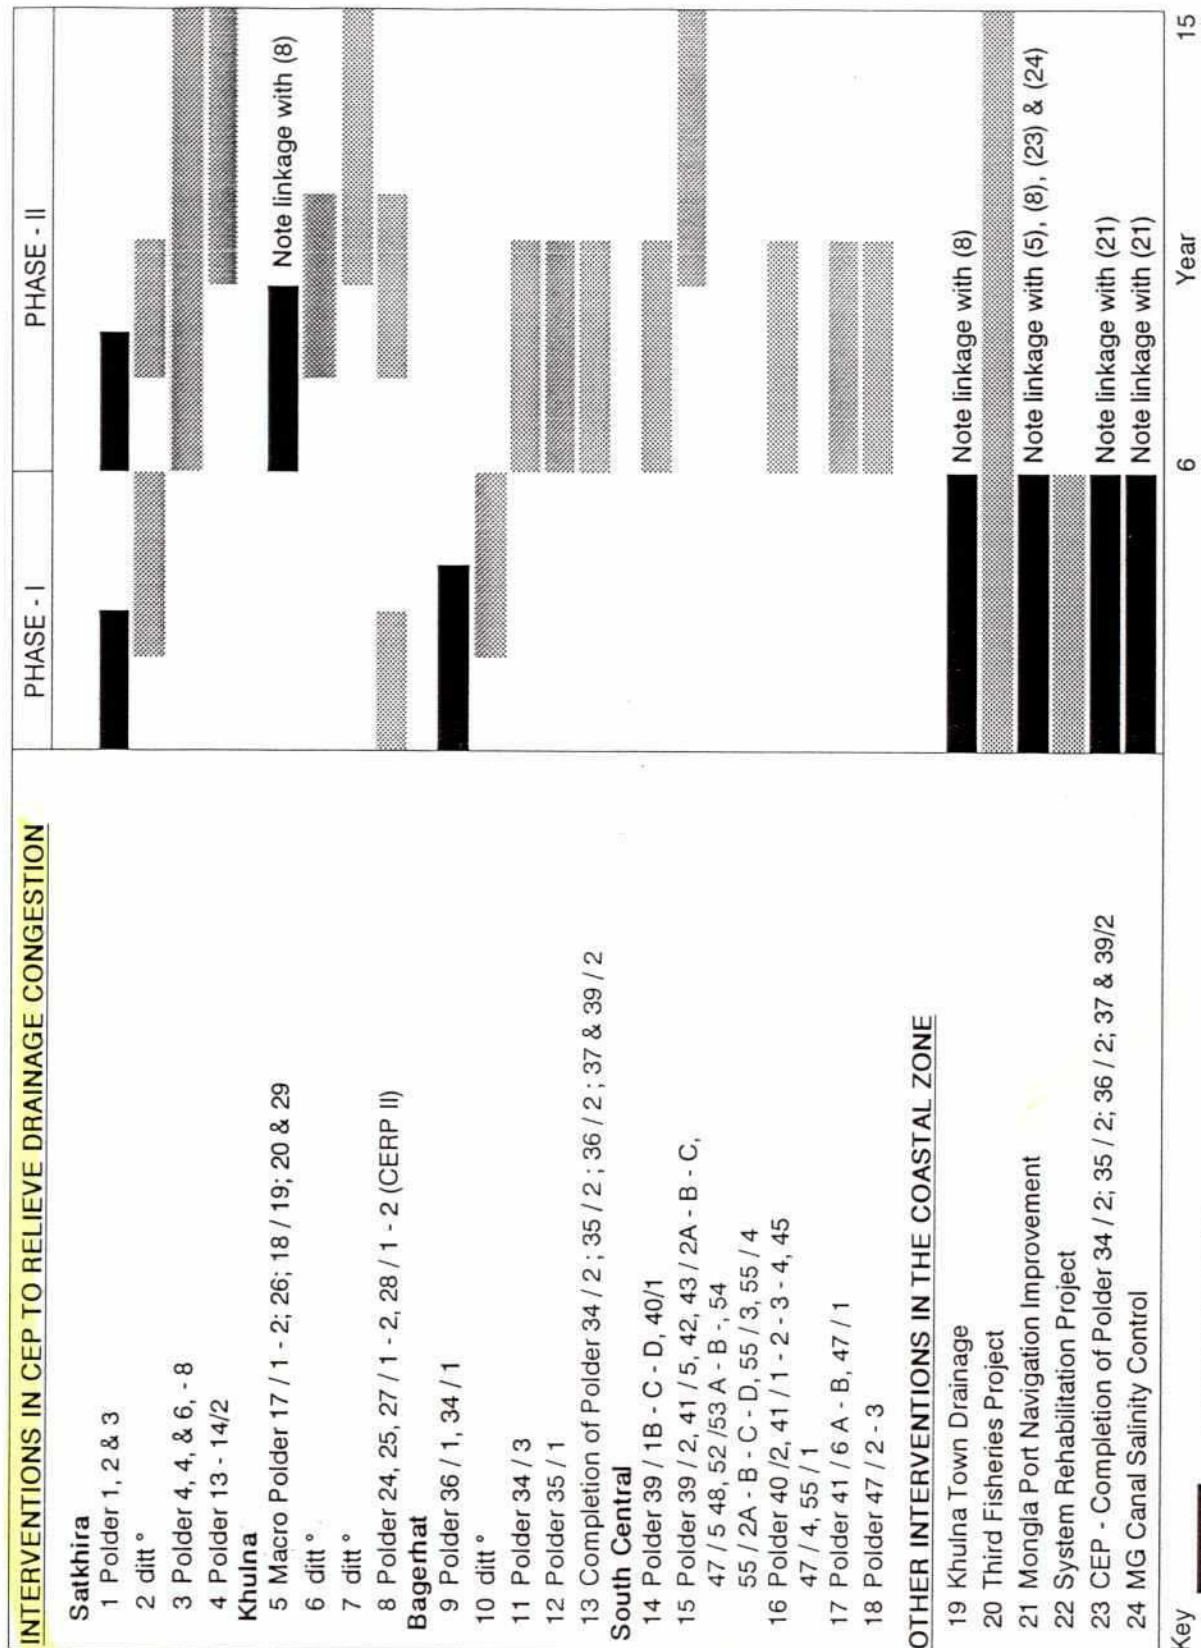 INTERVENTIONS IN CEP TO RELIEVE DRAINAGE CONGESTION
PHASE - I
PHASE - II
Satkhira
1 Polder 1, 2 & 3
2 ditt°
3 Polder 4, 4, & 6, - 8
4 Polder 13 - 14/2
Khulna
5 Macro Polder 17 / 1 - 2; 26; 18 / 19; 20 & 29
Note linkage with (8)
6 ditt°
7 ditt°
8 Polder 24, 25, 27 / 1 - 2, 28 / 1 - 2 (CERP II)
Bagerhat
9 Polder 36 / 1, 34 / 1
10 ditt°
11 Polder 34 / 3
12 Polder 35 / 1
13 Completion of Polder 34 / 2 ; 35 / 2 ; 36 / 2 ; 37 & 39 / 2
South Central
14 Polder 39 / 1B - C - D, 40/1
15 Polder 39 / 2, 41 / 5, 42, 43 / 2A - B - C,
47 / 5 48, 52 /53 A - B -, 54
55 / 2A - B - C - D, 55 / 3, 55 / 4
16 Polder 40 /2, 41 / 1 - 2 - 3 - 4, 45
47 / 4, 55 / 1
17 Polder 41 / 6 A - B, 47 / 1
18 Polder 47 / 2 - 3
OTHER INTERVENTIONS IN THE COASTAL ZONE
19 Khulna Town Drainage
Note linkage with (8)
20 Third Fisheries Project
21 Mongla Port Navigation Improvement
Note linkage with (5), (8), (23) & (24)
22 System Rehabilitation Project
23 CEP - Completion of Polder 34 / 2; 35 / 2; 36 / 2; 37 & 39/2
Note linkage with (21)
24 MG Canal Salinity Control
Note linkage with (21)
6
Year
15
Key